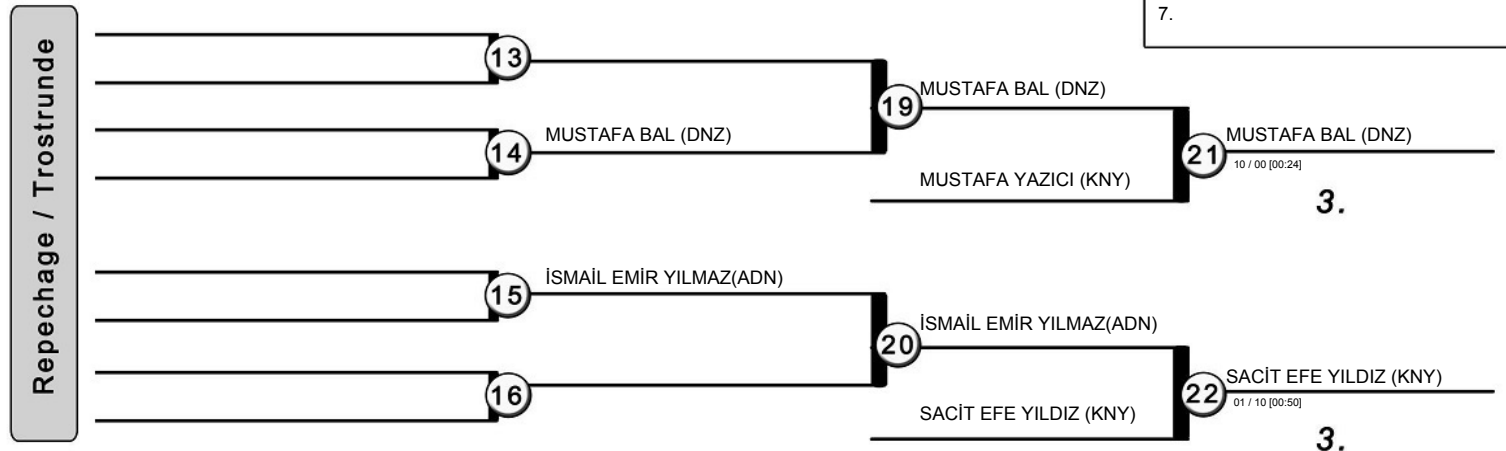 7.
Repechage / Trostrunde
13
MUSTAFA BAL (DNZ)
19
MUSTAFA BAL (DNZ)
14
MUSTAFA BAL (DNZ)
21
10 / 00 [00:24]
MUSTAFA YAZICI (KNY)
3.
İSMAİL EMİR YILMAZ(ADN)
15
İSMAİL EMİR YILMAZ(ADN)
20
SACİT EFE YILDIZ (KNY)
16
22
01 / 10 [00:50]
SACİT EFE YILDIZ (KNY)
3.